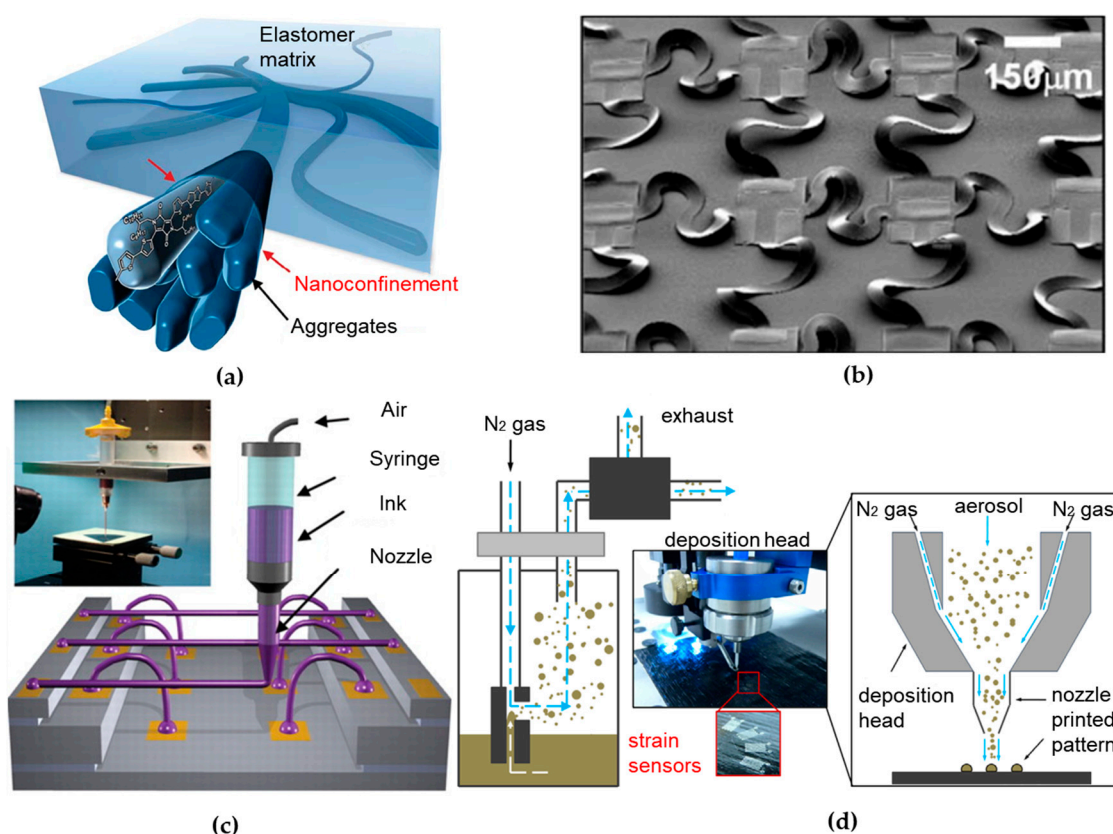 Elastomer
matrix
Nanoconfinement
Aggregates
(a)
150μm
(b)
Air
Syringe
Ink
Nozzle
(c)
N₂ gas
exhaust
deposition head
strain
sensors
N₂ gas
aerosol
N₂ gas
deposition
head
nozzle
printed
pattern
(d)